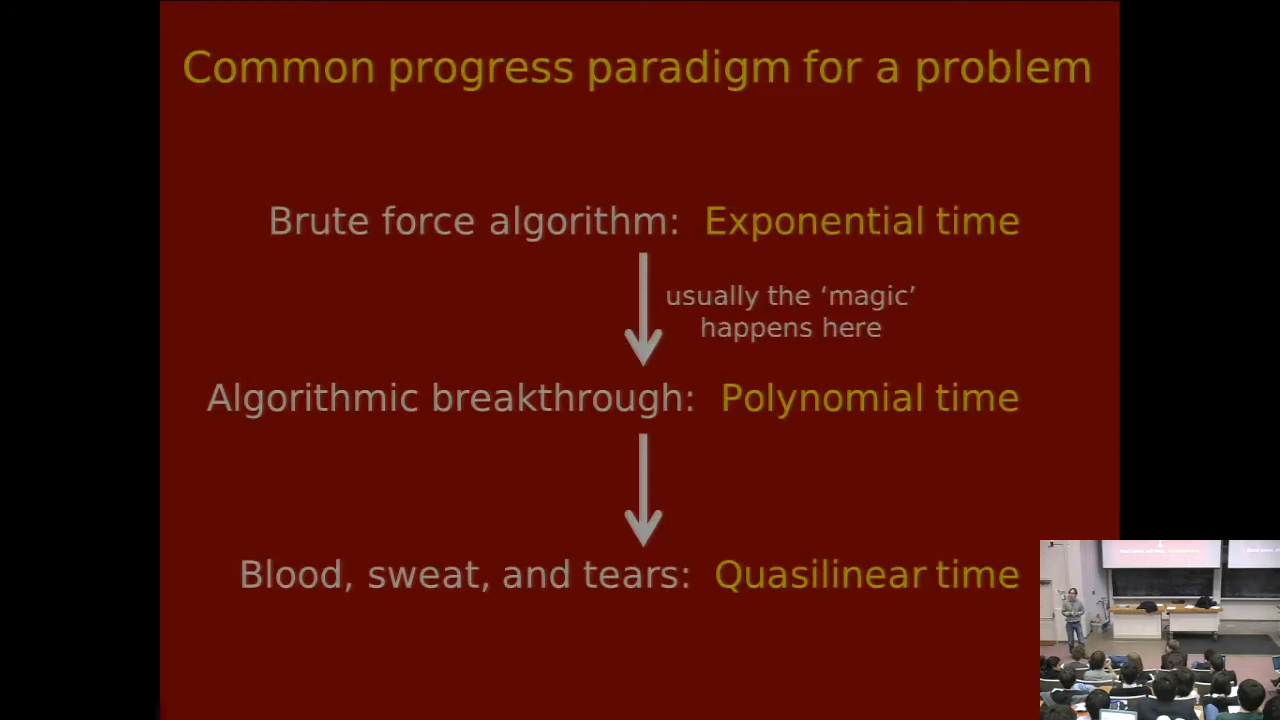 Common progress paradigm for a problem
Brute force algorithm: Exponential time
usually the ‘magic’
happens here
Algorithmic breakthrough: Polynomial time
Blood, sweat, and tears: Quasilinear time